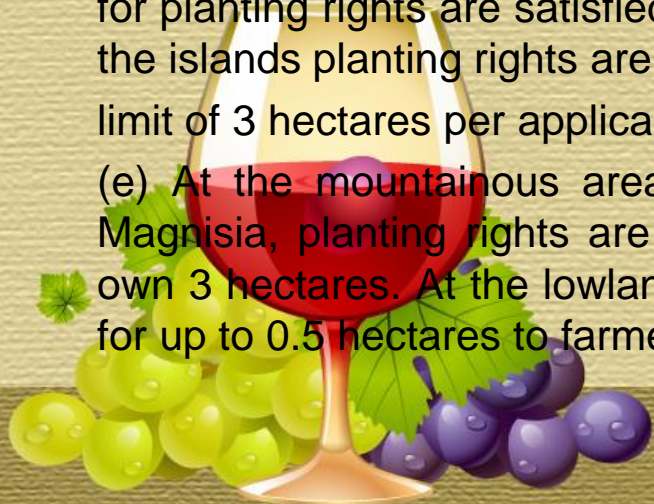 for planting rights are satisfied
the islands planting rights are
limit of 3 hectares per applica
(e) At the mountainous area
Magnisia, planting rights are
own 3 hectares. At the lowlan
for up to 0.5 hectares to farme